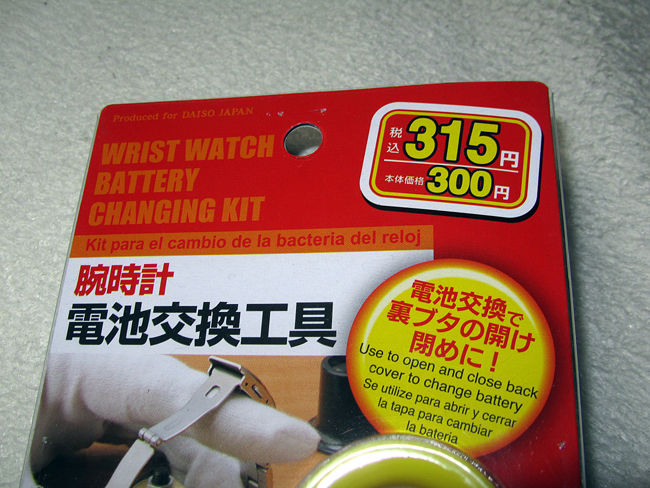 Produced for DAISO JAPAN
WRIST WATCH
BATTERY
CHANGING KIT
Kit para el cambio de la bacteria del reloj
税込 315円
本体価格 300円
腕時計
電池交換工具
電池交換で
裏ブタの開け
閉めに!
Use to open and close back
cover to change battery
Se utilize para abrir y cerrar
la tapa para cambiar
la bateria